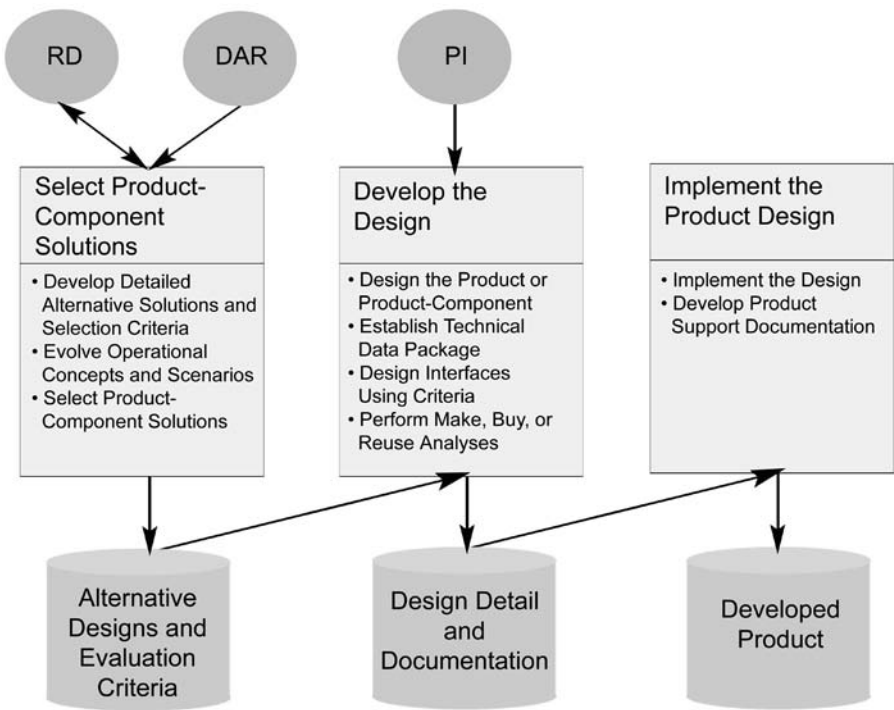 RD
DAR
PI
Select Product-
Component
Solutions
• Develop Detailed
Alternative Solutions and
Selection Criteria
• Evolve Operational
Concepts and Scenarios
• Select Product-
Component Solutions
Develop the
Design
• Design the Product or
Product-Component
• Establish Technical
Data Package
• Design Interfaces
Using Criteria
• Perform Make, Buy, or
Reuse Analyses
Implement the
Product Design
• Implement the Design
• Develop Product
Support Documentation
Alternative
Designs and
Evaluation
Criteria
Design Detail
and
Documentation
Developed
Product